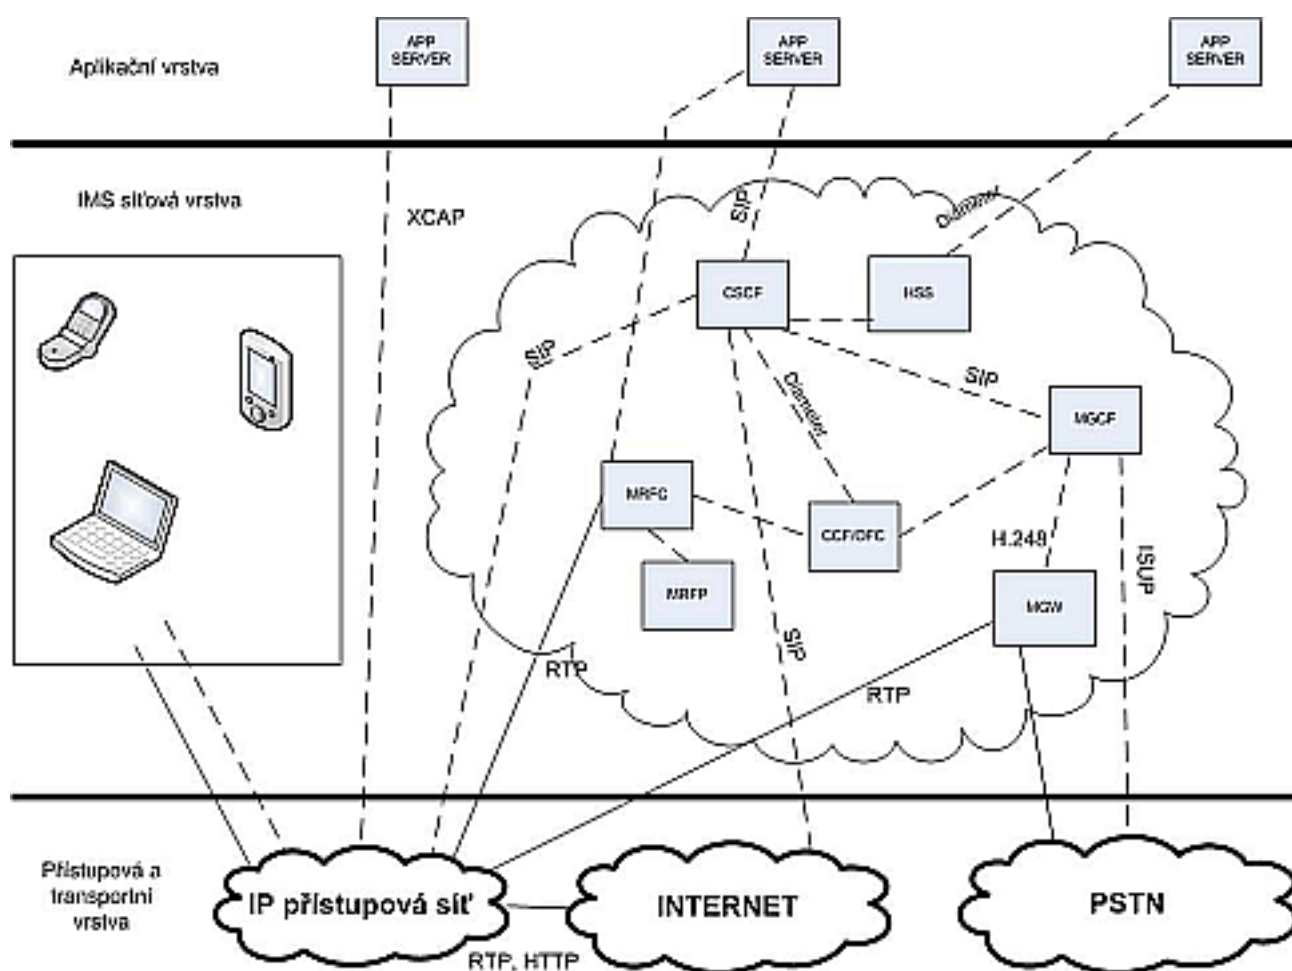 APP
SERVER
APP
SERVER
APP
SERVER
Aplikační vrstva
IMS síťová vrstva
XCAP
SIP
Diameter
CSCF
HSS
SIP
SIP
Diameter
MGCF
MRFC
CCF/OFC
H.248
ISUP
MRFP
MGW
SIP
RTP
RTP
Přístupová a
transportní
vrstva
IP přístupová síť
INTERNET
PSTN
RTP, HTTP